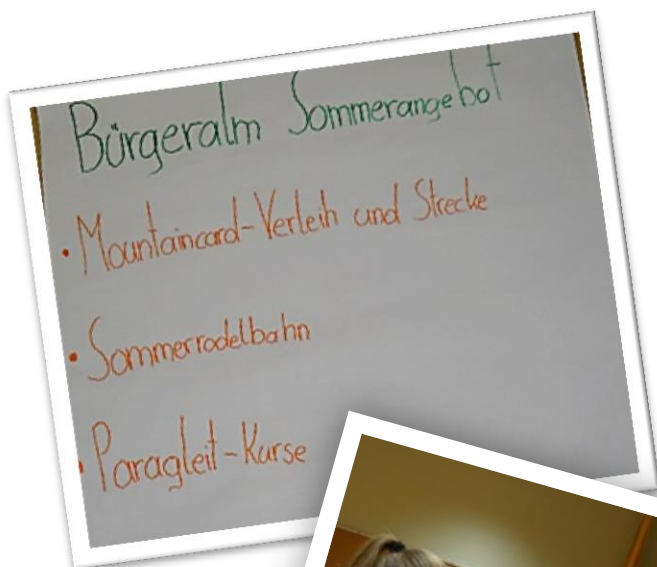 Bürgeralm Sommerangebot
• Mountaincard-Verleih und Strecke
• Sommerrodelbahn
• Paragleit-Kurse